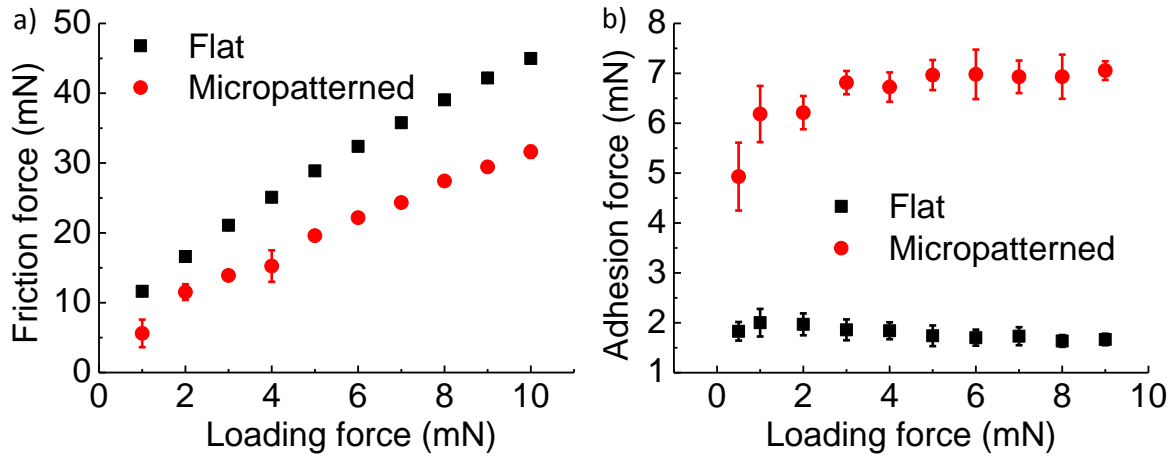 a)
Friction force (mN)
50
40
30
20
10
0
Flat
Micropatterned
0 2 4 6 8 10
Loading force (mN)
b)
Adhesion force (mN)
8
7
6
5
4
3
2
1
Flat
Micropatterned
0 2 4 6 8 10
Loading force (mN)